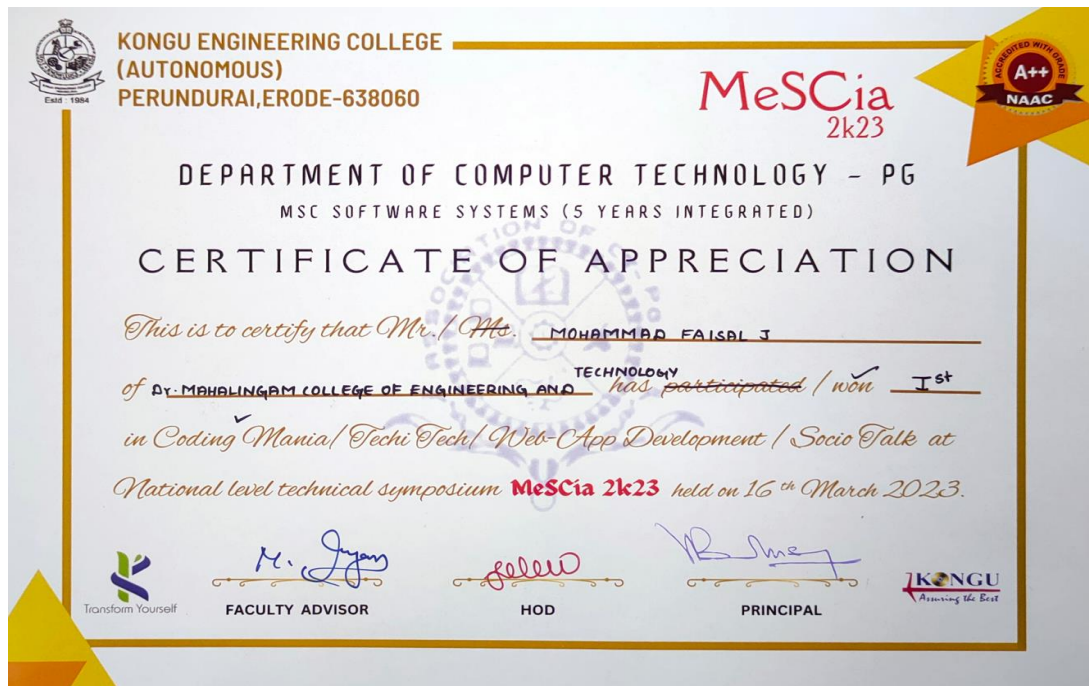 KONGU ENGINEERING COLLEGE
(AUTONOMOUS)
PERUNDURAI,ERODE-638060
Estd : 1984
MeSCia
2k23
ACCREDITED WITH GRADE
A++
NAAC
DEPARTMENT OF COMPUTER TECHNOLOGY - PG
MSC SOFTWARE SYSTEMS (5 YEARS INTEGRATED)
CERTIFICATE OF APPRECIATION
This is to certify that Mr./ Ms. MOHAMMAD FAISAL J
of Dr. MAHALINGAM COLLEGE OF ENGINEERING AND TECHNOLOGY has participated / won Ist
in Coding Mania/ Techi Tech/ Web-App Development / Socio Talk at
National level technical symposium MeSCia 2k23 held on 16 th March 2023.
Transform Yourself
FACULTY ADVISOR
HOD
PRINCIPAL
KONGU
Assuring the Best